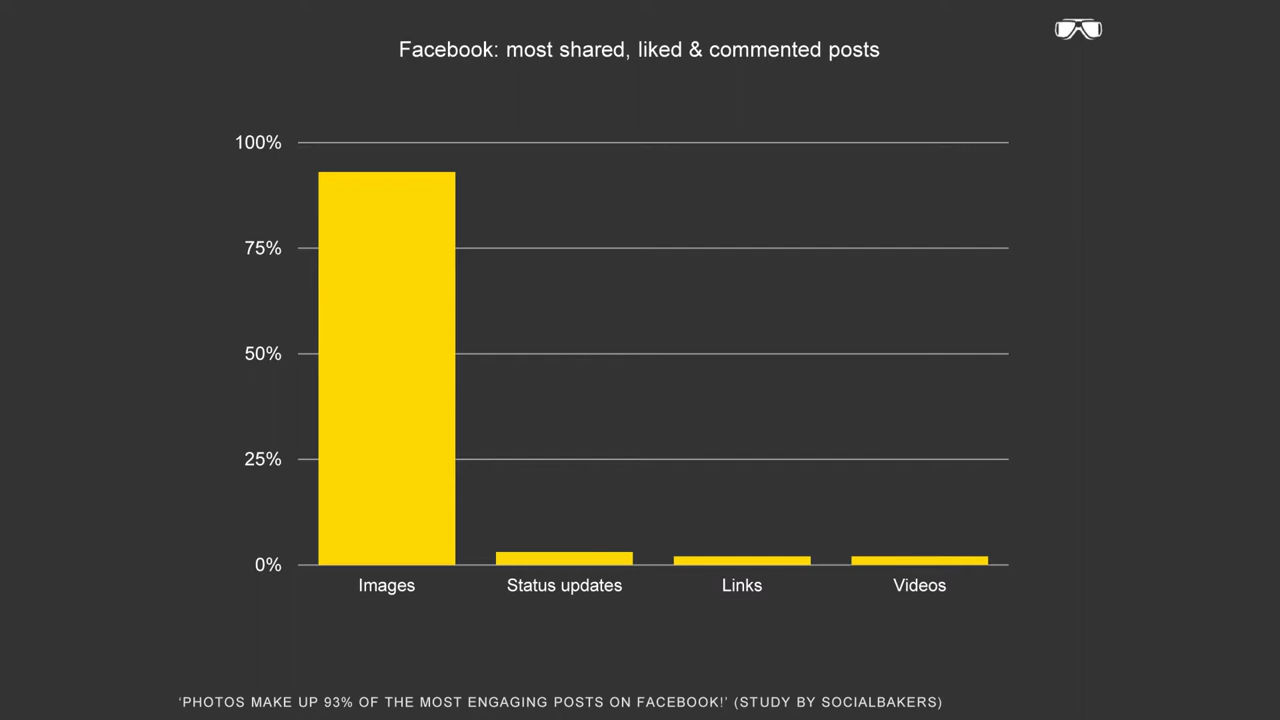 Facebook: most shared, liked & commented posts
100%
75%
50%
25%
0%
Images Status updates Links Videos
‘PHOTOS MAKE UP 93% OF THE MOST ENGAGING POSTS ON FACEBOOK!’ (STUDY BY SOCIALBAKERS)